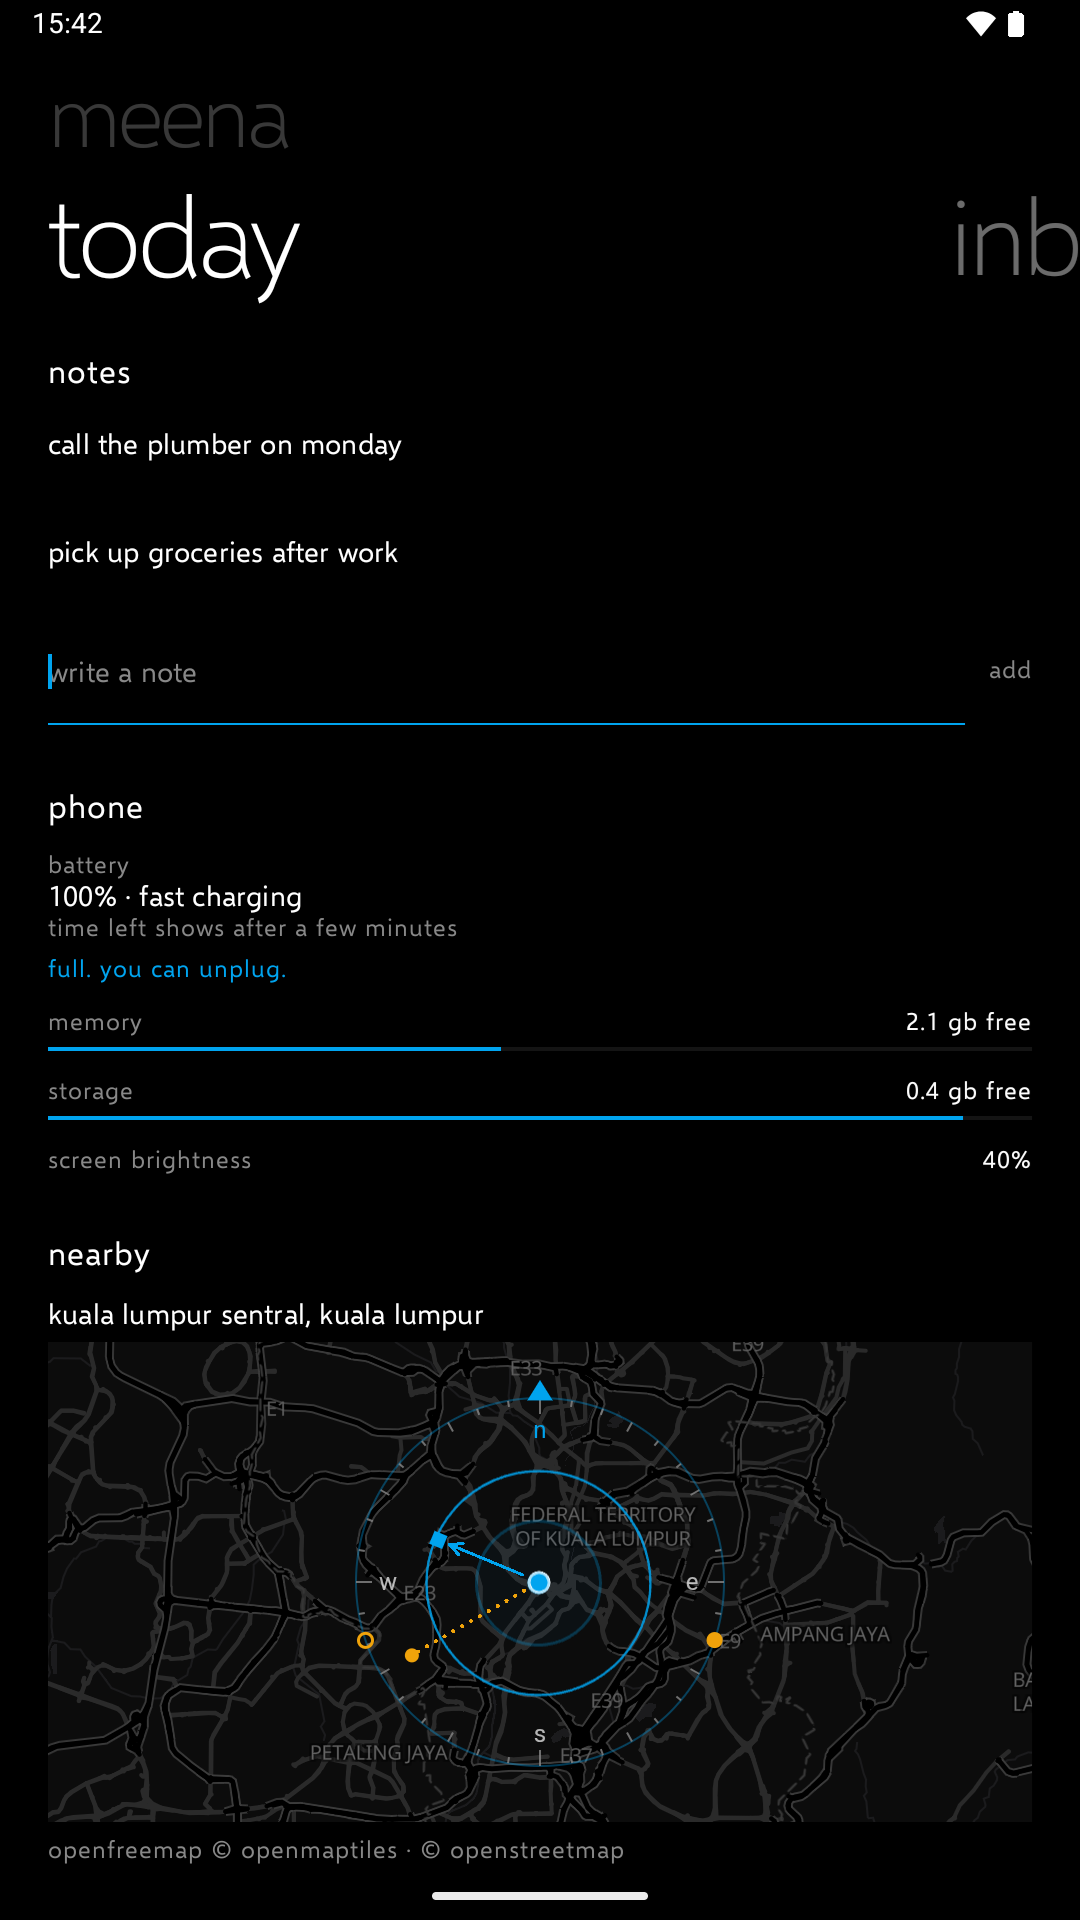 15:42
meena
today
inb
notes
call the plumber on monday
pick up groceries after work
write a note
add
phone
battery
100% · fast charging
time left shows after a few minutes
full. you can unplug.
memory
2.1 gb free
storage
0.4 gb free
screen brightness
40%
nearby
kuala lumpur sentral, kuala lumpur
E39
E33
E1
n
FEDERAL TERRITORY
OF KUALA LUMPUR
w
e
E23
E9
AMPANG JAYA
BA
LA
E39
s
PETALING JAYA
E37
openfreemap © openmaptiles · © openstreetmap